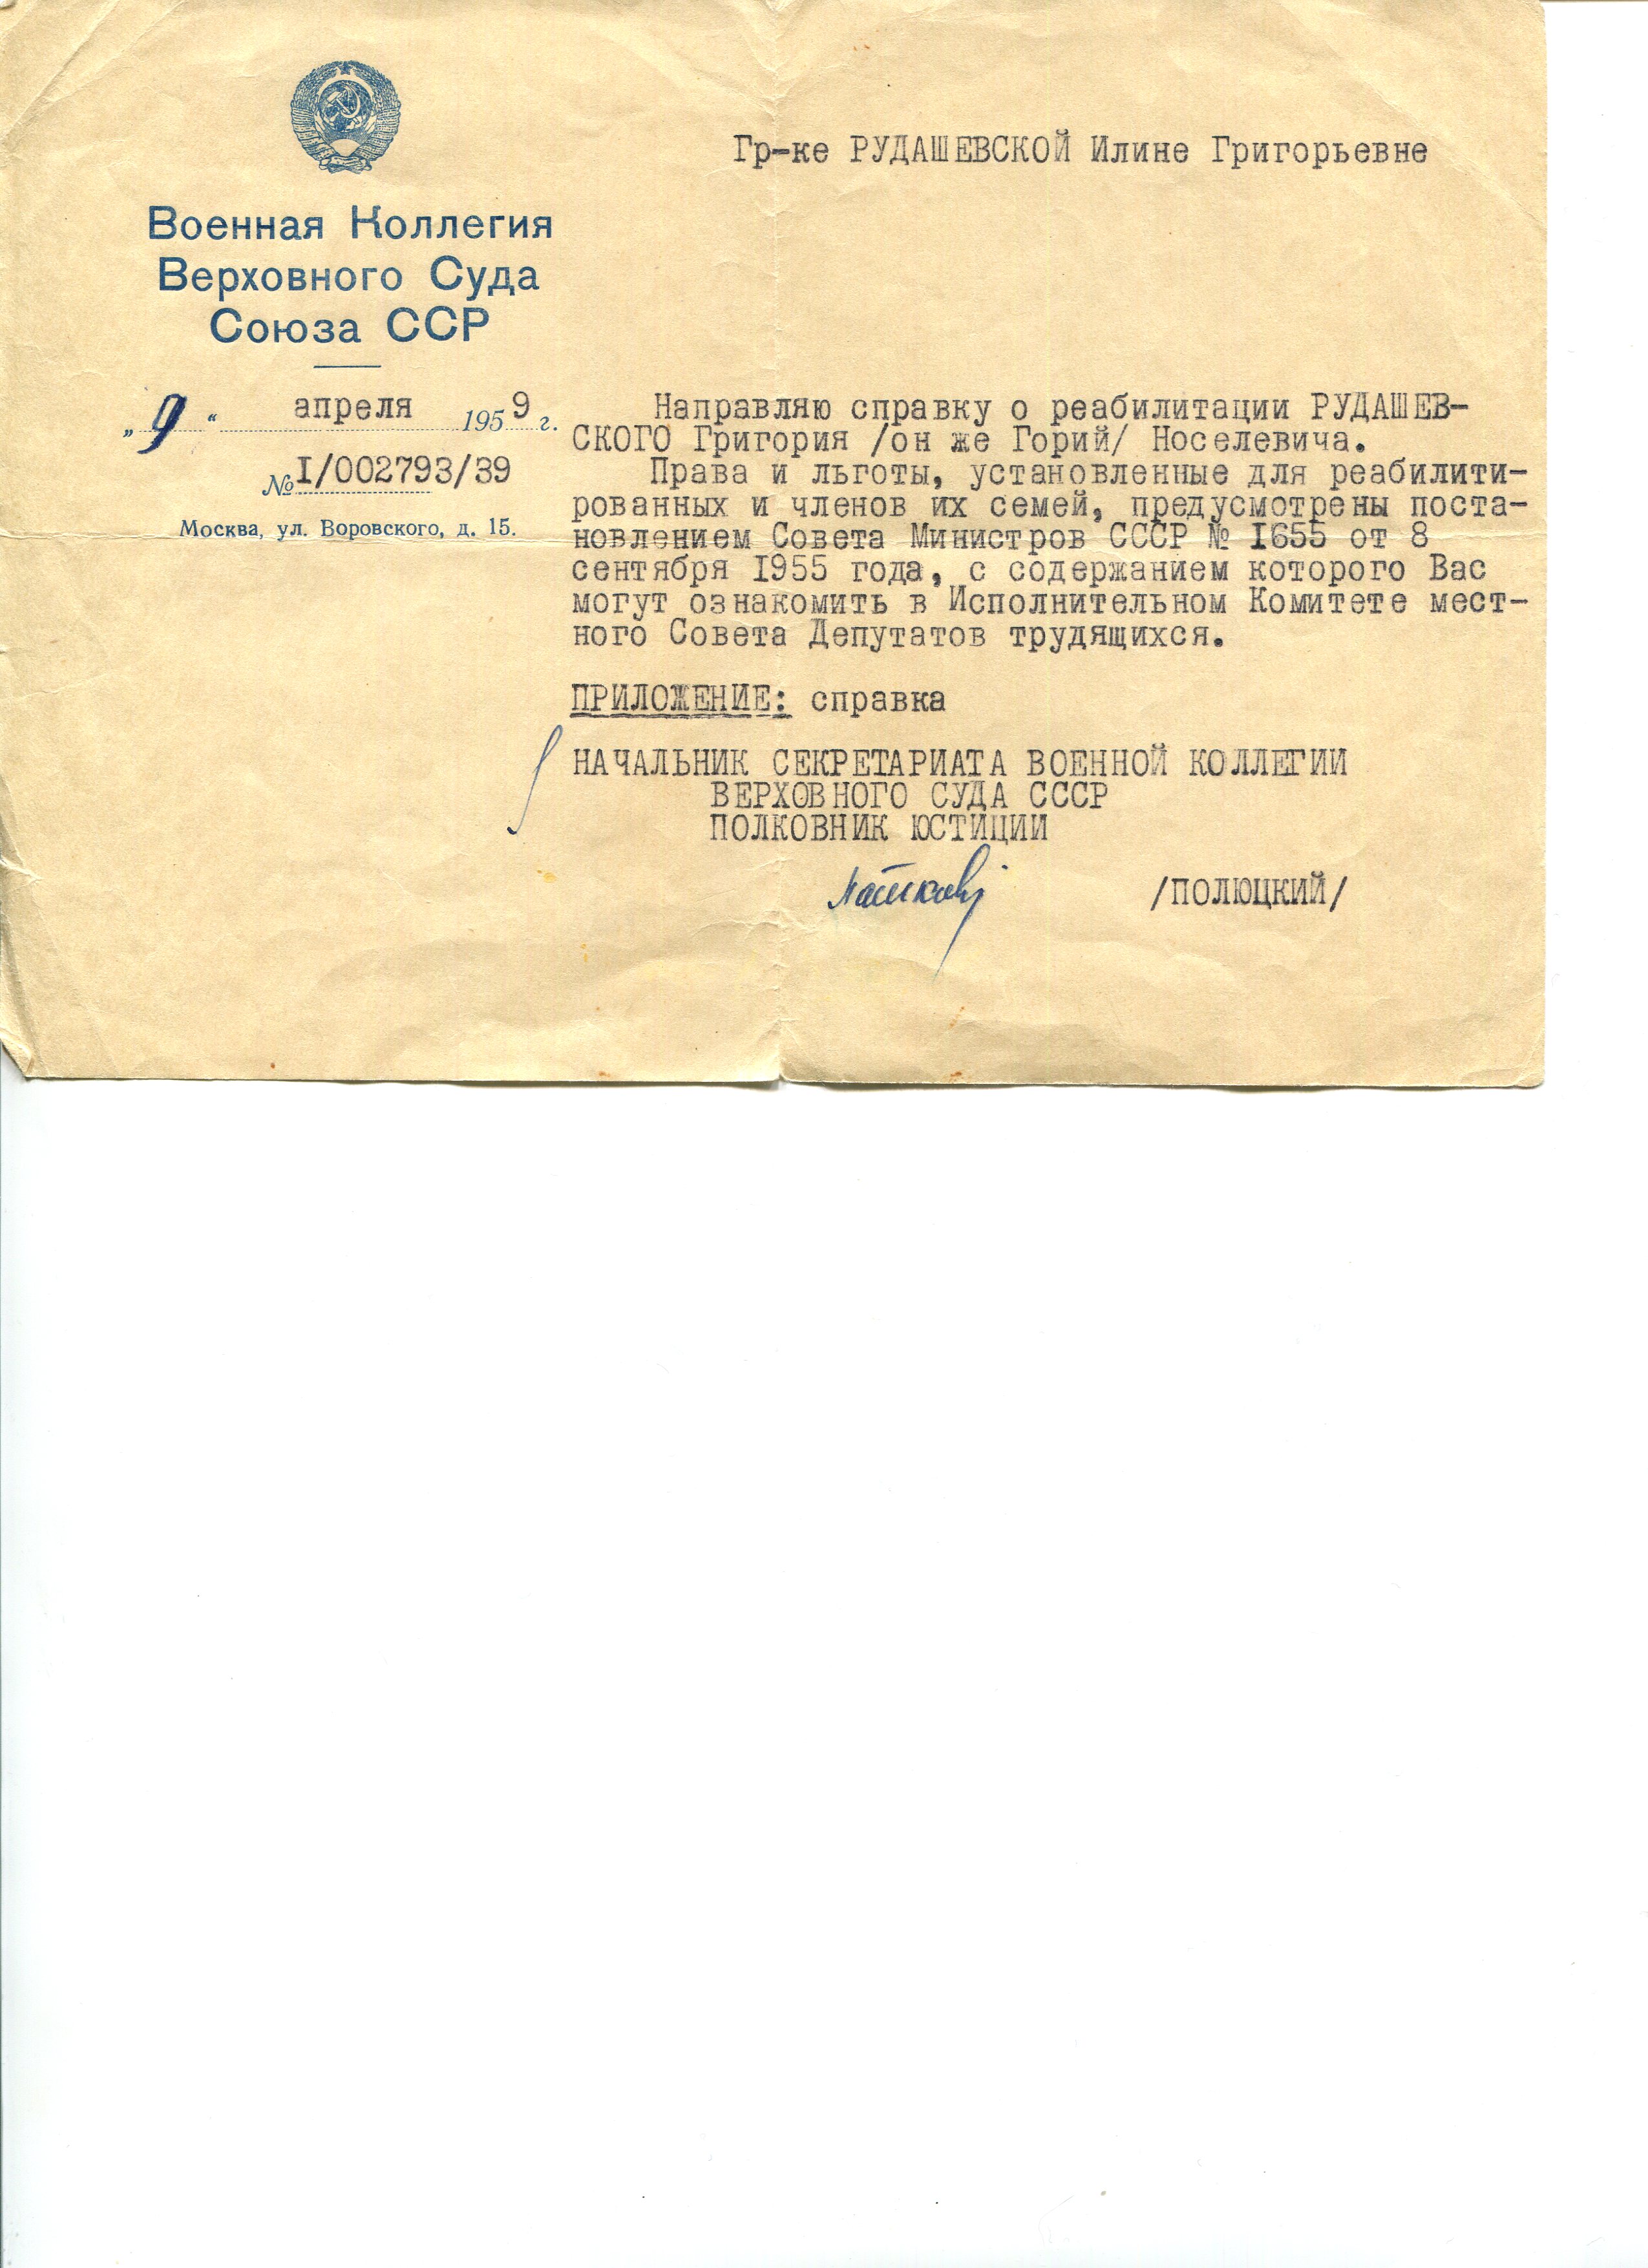 Гр-ке РУДАШЕВСКОЙ Илине Григорьевне
Военная Коллегия
Верховного Суда
Союза ССР
„9“ апреля 1959 г.
№ I/002793/39
Москва, ул. Воровского, д. 15.
Направляю справку о реабилитации РУДАШЕВ-
СКОГО Григория /он же Горий/ Носелевича.
Права и льготы, установленные для реабилити-
рованных и членов их семей, предусмотрены поста-
новлением Совета Министров СССР № I655 от 8
сентября I955 года, с содержанием которого Вас
могут ознакомить в Исполнительном Комитете мест-
ного Совета Депутатов трудящихся.
ПРИЛОЖЕНИЕ: справка
НАЧАЛЬНИК СЕКРЕТАРИАТА ВОЕННОЙ КОЛЛЕГИИ
ВЕРХОВНОГО СУДА СССР
ПОЛКОВНИК ЮСТИЦИИ
/ПОЛЮЦКИЙ/